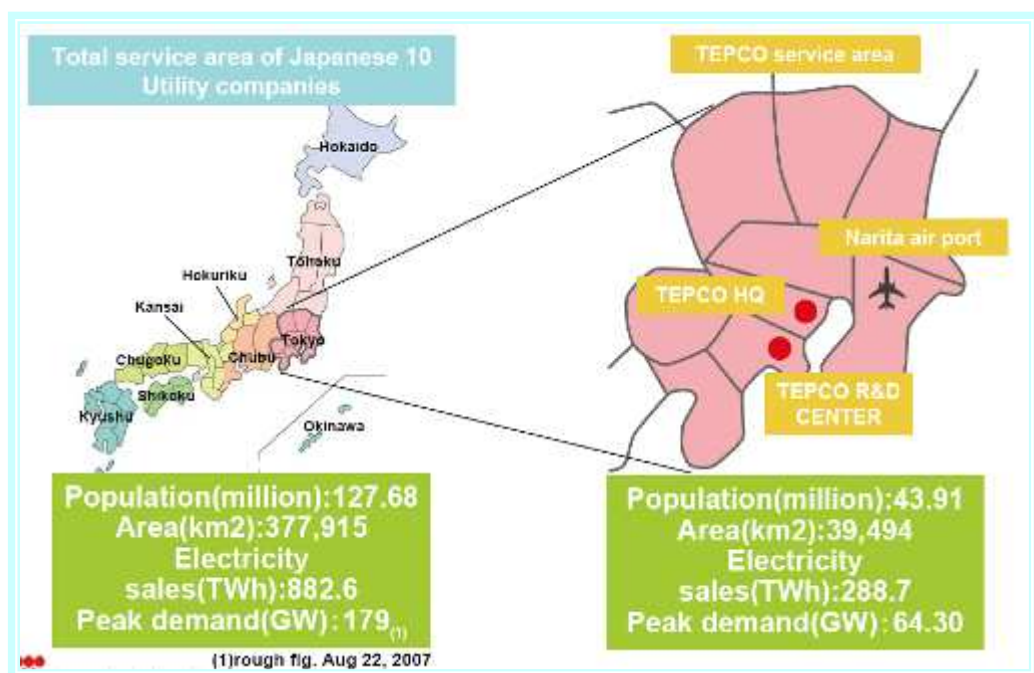 Total service area of Japanese 10
Utility companies
TEPCO service area
Hokaido
Tohoku
Hokuriku
Kansai
Chugoku
Chubu
Tokyo
Shikoku
Kyushu
Okinawa
Narita air port
TEPCO HQ
TEPCO R&D
CENTER
Population(million):127.68
Area(km2):377,915
Electricity
sales(TWh):882.6
Peak demand(GW):179(1)
(1)rough fig. Aug 22, 2007
Population(million):43.91
Area(km2):39,494
Electricity
sales(TWh):288.7
Peak demand(GW):64.30